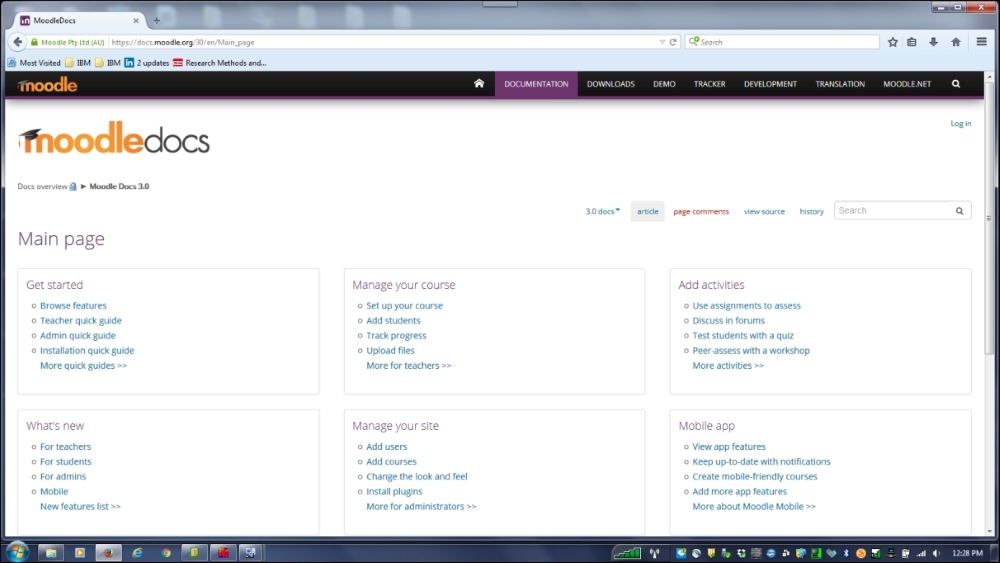 MoodleDocs
Moodle Pty Ltd (AU) https://docs.moodle.org/30/en/Main_page Search
Most Visited IBM IBM 2 updates Research Methods and...
moodle DOCUMENTATION DOWNLOADS DEMO TRACKER DEVELOPMENT TRANSLATION MOODLE.NET
Log in
moodledocs
Docs overview ► Moodle Docs 3.0
3.0 docs article page comments view source history Search
Main page
Get started
Browse features
Teacher quick guide
Admin quick guide
Installation quick guide
More quick guides >>
Manage your course
Set up your course
Add students
Track progress
Upload files
More for teachers >>
Add activities
Use assignments to assess
Discuss in forums
Test students with a quiz
Peer-assess with a workshop
More activities >>
What's new
For teachers
For students
For admins
Mobile
New features list >>
Manage your site
Add users
Add courses
Change the look and feel
Install plugins
More for administrators >>
Mobile app
View app features
Keep up-to-date with notifications
Create mobile-friendly courses
Add more app features
More about Moodle Mobile >>
12:28 PM